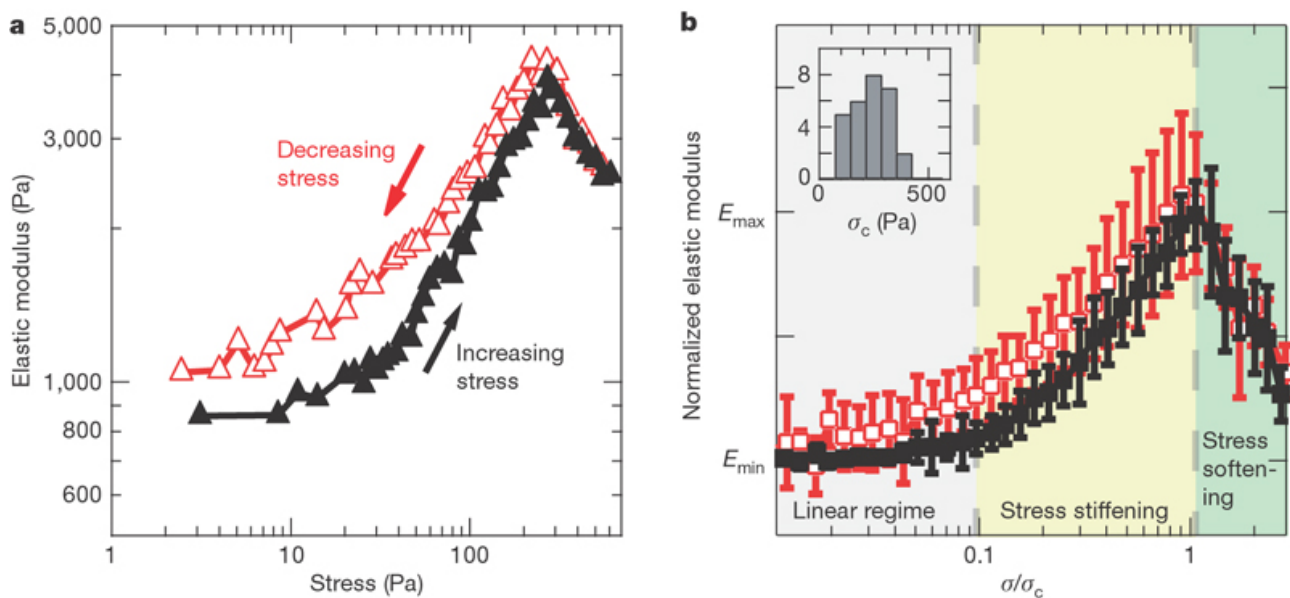 a
5,000
3,000
1,000
800
600
Elastic modulus (Pa)
1
10
100
Stress (Pa)
Decreasing
stress
Increasing
stress
b
Normalized elastic modulus
E max
E min
8
4
0
0
500
σc (Pa)
Linear regime
Stress stiffening
Stress
soften-
ing
0.1
1
σ/σc